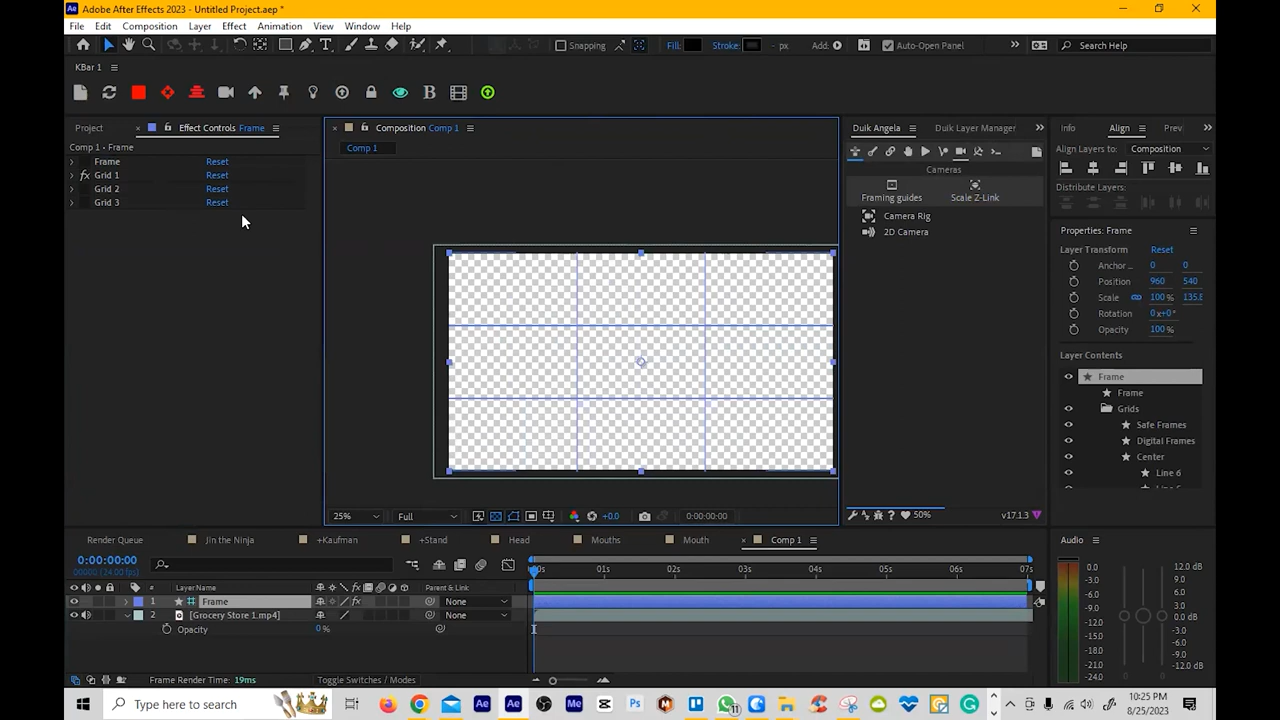 Adobe After Effects 2023 - Untitled Project.aep *
File Edit Composition Layer Effect Animation View Window Help
Snapping Fill: Stroke: - px Add: Auto-Open Panel Search Help
KBar 1
Project Effect Controls Frame
Comp 1 • Frame
Frame Reset
Grid 1 Reset
Grid 2 Reset
Grid 3 Reset
Composition Comp 1
Comp 1
25% Full +0.0 0:00:00:00
Duik Angela Duik Layer Manager
Cameras
Framing guides Scale Z-Link
Camera Rig
2D Camera
50% v17.1.3
Info Align Prev
Align Layers to: Composition
Distribute Layers:
Properties: Frame
Layer Transform Reset
Anchor ... 0 0
Position 960 540
Scale 100 % 135.8
Rotation 0x+0°
Opacity 100 %
Layer Contents
Frame
Frame
Grids
Safe Frames
Digital Frames
Center
Line 6
Render Queue Jin the Ninja +Kaufman +Stand Head Mouths Mouth Comp 1
0:00:00:00
00000 (24.00 fps)
# Layer Name Parent & Link
1 Frame None
2 [Grocery Store 1.mp4] None
Opacity 0 %
:00s 01s 02s 03s 04s 05s 06s 07s
Frame Render Time: 19ms Toggle Switches / Modes
Audio
0.0 12.0 dB
-3.0 9.0
-6.0 6.0
-9.0 3.0
-12.0 0.0 dB
-15.0 -3.0
-18.0 -6.0
-21.0 -9.0
-24.0 -12.0 dB
Type here to search
11
10:25 PM
8/25/2023